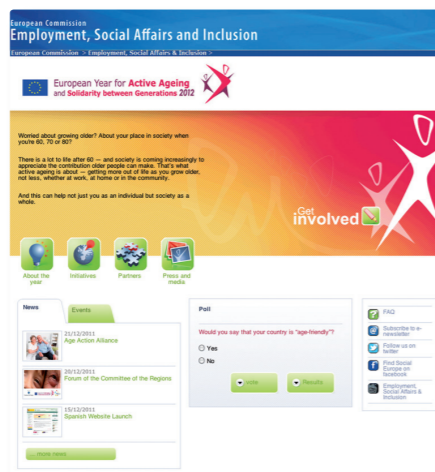 European Commission
Employment, Social Affairs and Inclusion
European Commission > Employment, Social Affairs & Inclusion >
European Year for Active Ageing
and Solidarity between Generations 2012
Worried about growing older? About your place in society when
you're 60, 70 or 80?
There is a lot to life after 60 — and society is coming increasingly to
appreciate the contribution older people can make. That's what
active ageing is about — getting more out of life as you grow older,
not less, whether at work, at home or in the community.
And this can help not just you as an individual but society as a
whole.
Get
involved
About the
year
Initiatives
Partners
Press and
media
News
Events
21/12/2011
Age Action Alliance
20/12/2011
Forum of the Committee of the Regions
15/12/2011
Spanish Website Launch
... more news
Poll
Would you say that your country is "age-friendly"?
Yes
No
vote
Results
FAQ
Subscribe to e-
newsletter
Follow us on
twitter
Find Social
Europe on
facebook
Employment,
Social Affairs &
Inclusion